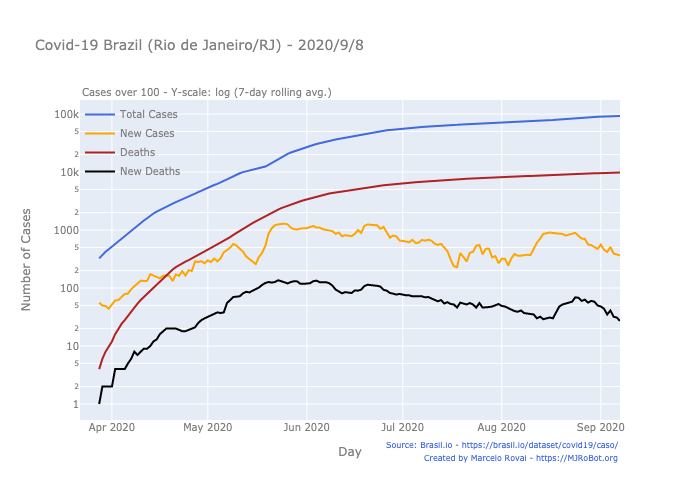 Covid-19 Brazil (Rio de Janeiro/RJ) - 2020/9/8
Cases over 100 - Y-scale: log (7-day rolling avg.)
Total Cases
New Cases
Deaths
New Deaths
100k
5
2
10k
5
2
1000
5
2
100
5
2
10
5
2
1
Number of Cases
Apr 2020
May 2020
Jun 2020
Jul 2020
Aug 2020
Sep 2020
Day
Source: Brasil.io - https://brasil.io/dataset/covid19/caso/
Created by Marcelo Rovai - https://MJRoBot.org